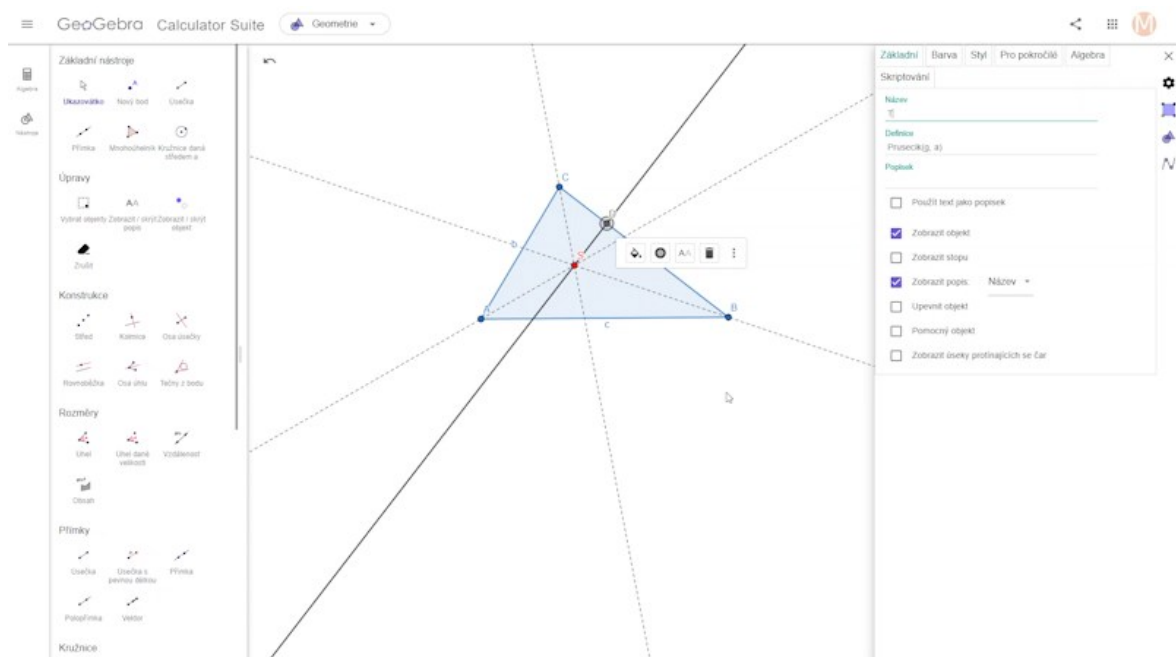 GeoGebra Calculator Suite Geometrie
M
Algebra
Nástroje
Základní nástroje
Ukazovátko Nový bod Úsečka
Přímka Mnohoúhelník Kružnice daná
středem a
Úpravy
Vybrat objekty Zobrazit / skrýt Zobrazit / skrýt
popis objekt
Zrušit
Konstrukce
Střed Kolmice Osa úsečky
Rovnoběžka Osa úhlu Tečny z bodu
Rozměry
Úhel Úhel dané Vzdálenost
velikosti
Obsah
Přímky
Úsečka Úsečka s Přímka
pevnou délkou
Polopřímka Vektor
Kružnice
C
b
S
A
B
c
AA
Základní Barva Styl Pro pokročilé Algebra
Skriptování
Název
T
Definice
Prusecik(g, a)
Popisek
Použít text jako popisek
Zobrazit objekt
Zobrazit stopu
Zobrazit popis: Název
Upevnit objekt
Pomocný objekt
Zobrazit úseky protínajících se čar